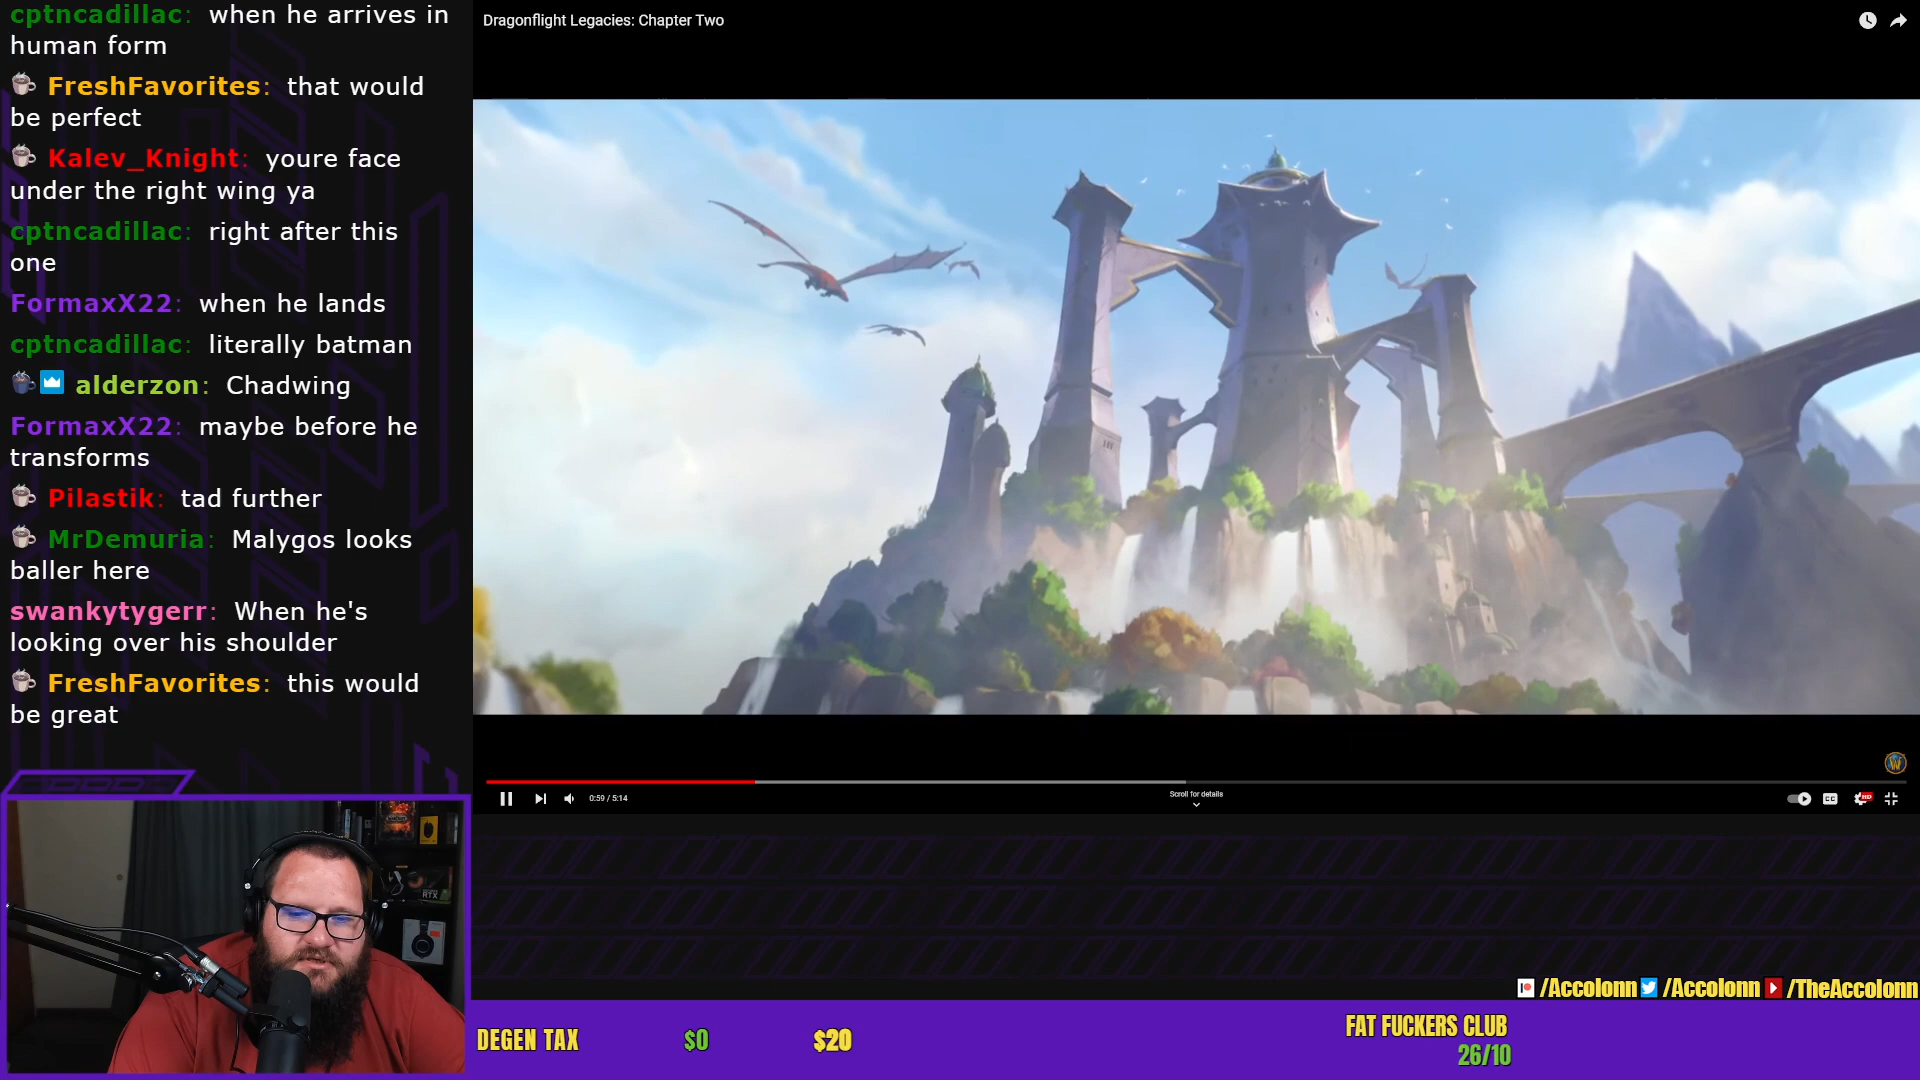 cptncadillac: when he arrives in
human form
FreshFavorites: that would
be perfect
Kalev_Knight: youre face
under the right wing ya
cptncadillac: right after this
one
FormaxX22: when he lands
cptncadillac: literally batman
alderzon: Chadwing
FormaxX22: maybe before he
transforms
Pilastik: tad further
MrDemuria: Malygos looks
baller here
swankytygerr: When he's
looking over his shoulder
FreshFavorites: this would
be great
Dragonflight Legacies: Chapter Two
0:59 / 5:14
Scroll for details
CC
HD
RTX
/Accolonn /Accolonn /TheAccolonn
DEGEN TAX $0 $20
FAT FUCKERS CLUB
26/10